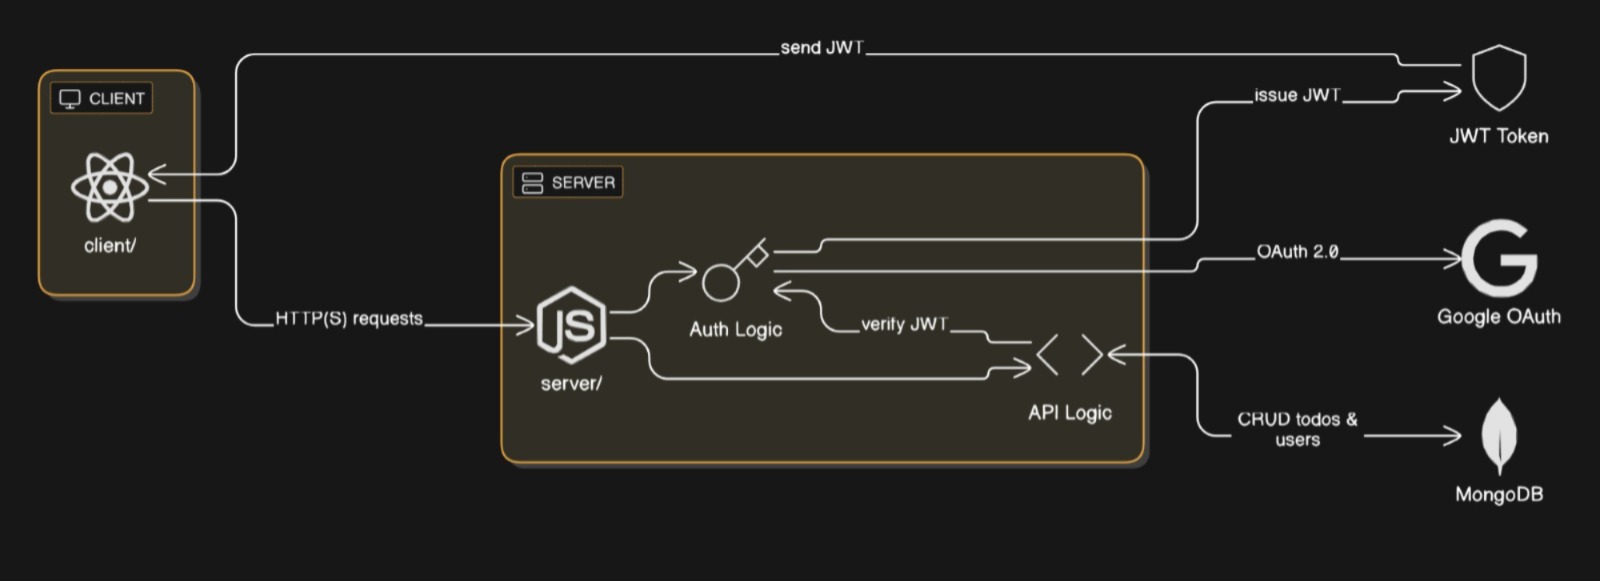 send JWT
CLIENT
issue JWT
JWT Token
SERVER
client/
OAuth 2.0
HTTP(S) requests
JS
Auth Logic
verify JWT
Google OAuth
server/
API Logic
CRUD todos &
users
MongoDB